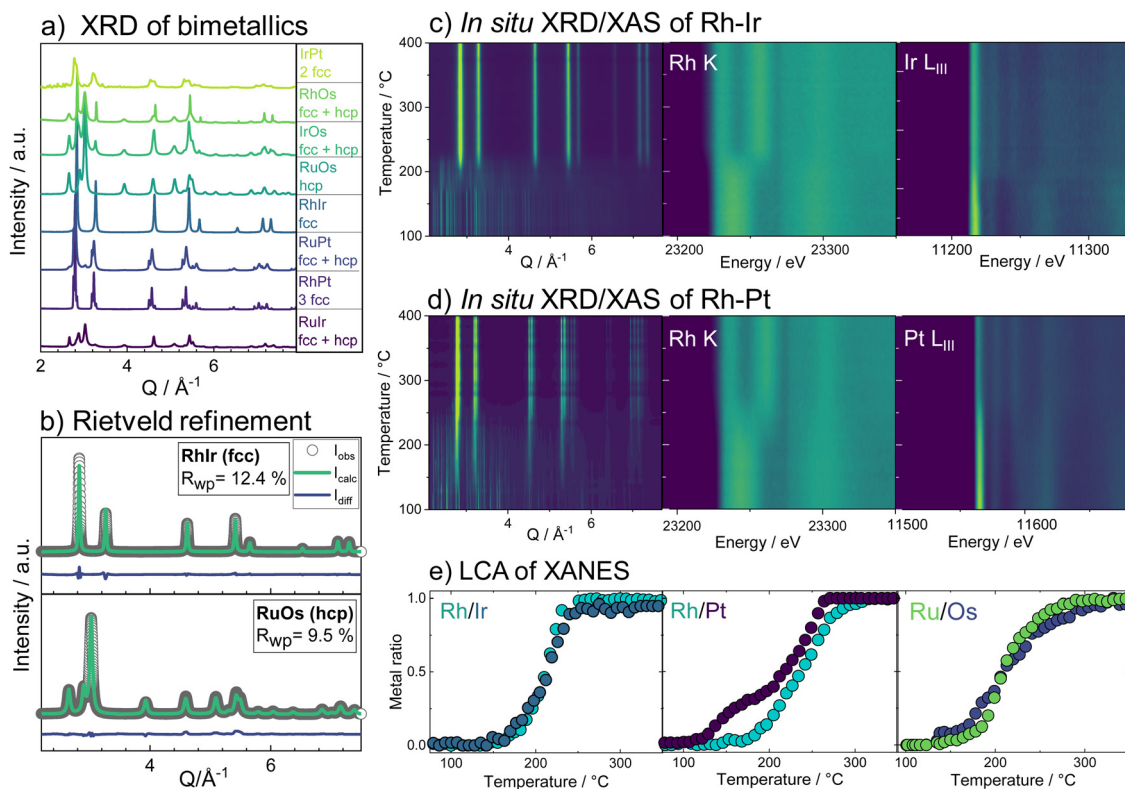 a) XRD of bimetallics
Intensity / a.u.
IrPt
2 fcc
RhOs
fcc + hcp
IrOs
fcc + hcp
RuOs
hcp
RhIr
fcc
RuPt
fcc + hcp
RhPt
3 fcc
RuIr
fcc + hcp
2 4 6
Q / Å-1
b) Rietveld refinement
Intensity / a.u.
RhIr (fcc)
Rwp= 12.4 %
Iobs
Icalc
Idiff
RuOs (hcp)
Rwp= 9.5 %
4 6
Q/Å-1
c) In situ XRD/XAS of Rh-Ir
Temperature / °C
400
300
200
100
4 6
Q / Å-1
Rh K
23200 23300
Energy / eV
Ir LIII
11200 11300
Energy / eV
d) In situ XRD/XAS of Rh-Pt
Temperature / °C
400
300
200
100
4 6
Q / Å-1
Rh K
23200 23300
Energy / eV
Pt LIII
11500 11600
Energy / eV
e) LCA of XANES
Metal ratio
1.0
0.5
0.0
Rh/Ir
100 200 300
Temperature / °C
Rh/Pt
100 200 300
Temperature / °C
Ru/Os
100 200 300
Temperature / °C